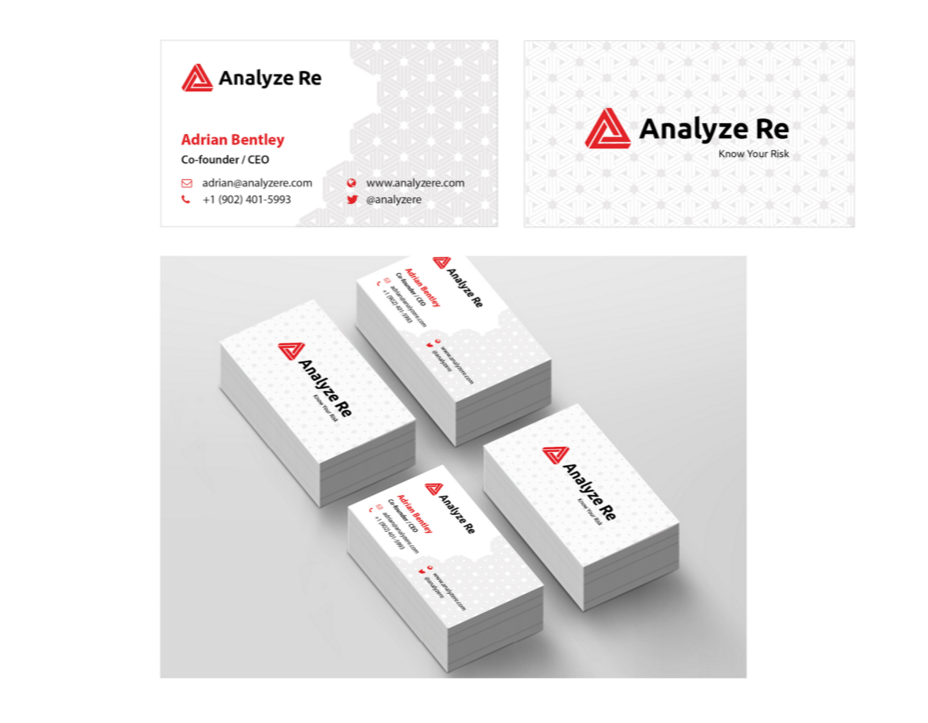 Analyze Re
Adrian Bentley
Co-founder / CEO
adrian@analyzere.com
www.analyzere.com
+1 (902) 401-5993
@analyzere
Analyze Re
Know Your Risk
Analyze Re
Adrian Bentley
Co-founder / CEO
adrian@analyzere.com
+1 (902) 401-5993
www.analyzere.com
@analyzere
Analyze Re
Know Your Risk
Analyze Re
Know Your Risk
Analyze Re
Adrian Bentley
Co-founder / CEO
adrian@analyzere.com
+1 (902) 401-5993
www.analyzere.com
@analyzere